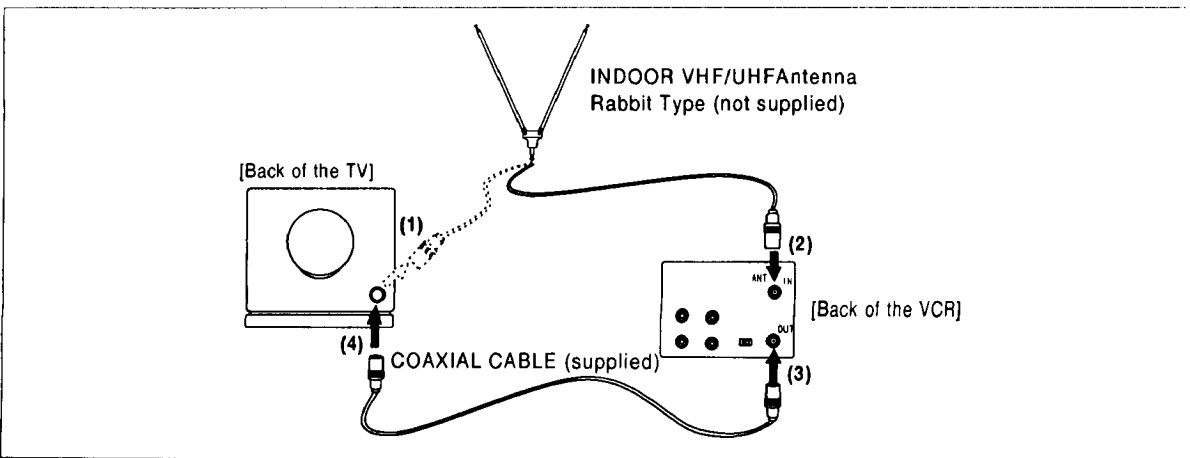 INDOOR VHF/UHFAntenna
Rabbit Type (not supplied)
[Back of the TV]
(1)
(2)
ANT IN
[Back of the VCR]
OUT
(4)
COAXIAL CABLE (supplied)
(3)